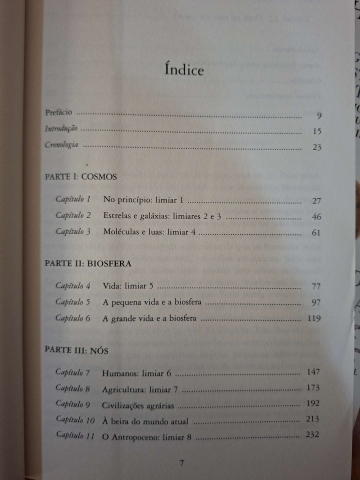 Índice
Prefácio 9
Introdução 15
Cronologia 23
PARTE I: COSMOS
Capítulo 1 No princípio: limiar 1 27
Capítulo 2 Estrelas e galáxias: limiares 2 e 3 46
Capítulo 3 Moléculas e luas: limiar 4 61
PARTE II: BIOSFERA
Capítulo 4 Vida: limiar 5 77
Capítulo 5 A pequena vida e a biosfera 97
Capítulo 6 A grande vida e a biosfera 119
PARTE III: NÓS
Capítulo 7 Humanos: limiar 6 147
Capítulo 8 Agricultura: limiar 7 173
Capítulo 9 Civilizações agrárias 192
Capítulo 10 À beira do mundo atual 213
Capítulo 11 O Antropoceno: limiar 8 232
7